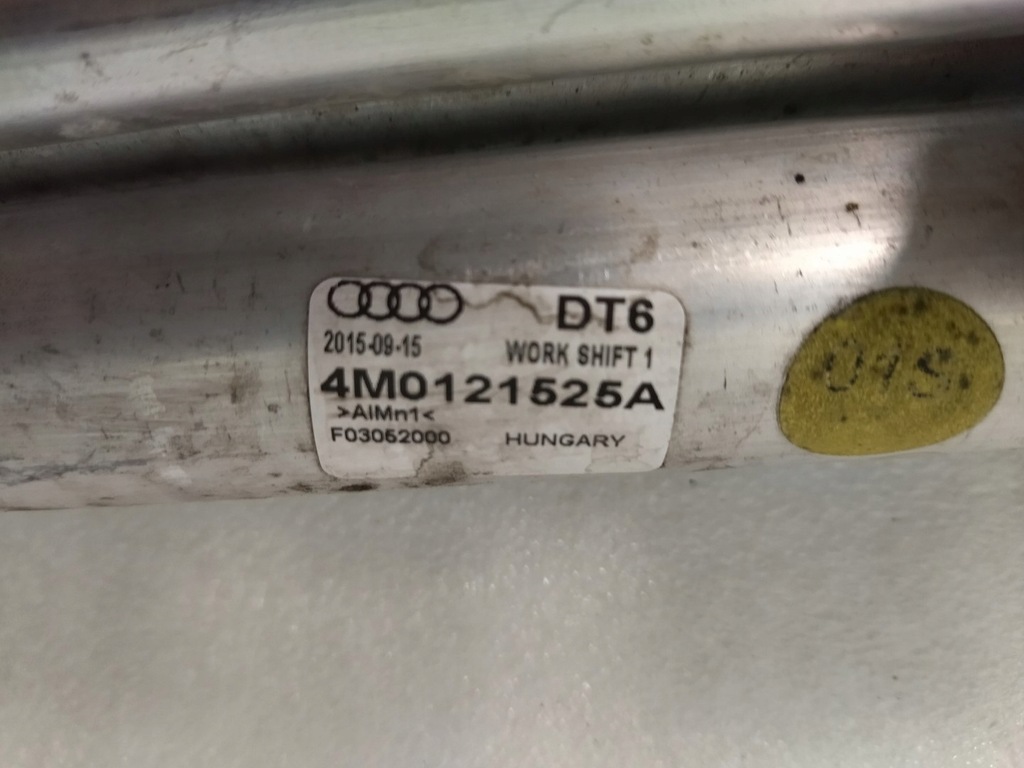 DT6
2015-09-15
WORK SHIFT 1
4M0121525A
>AlMn1<
F03052000
HUNGARY